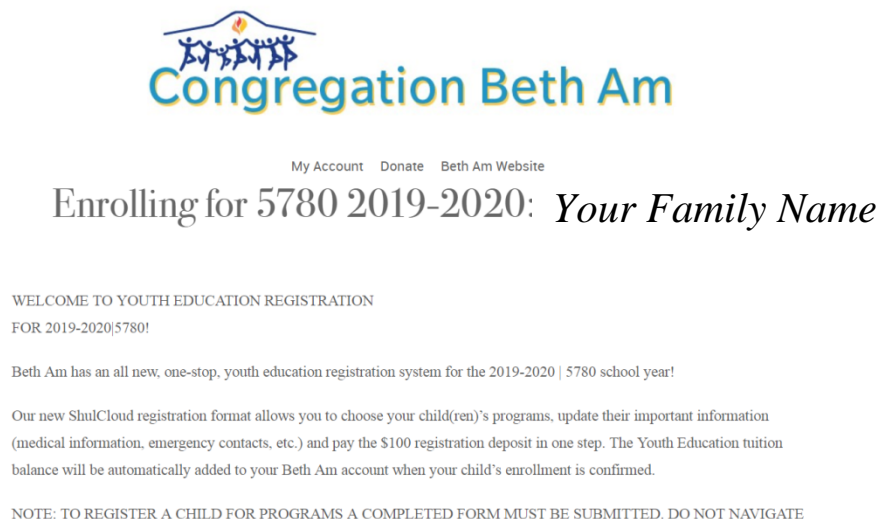 Congregation Beth Am
My Account Donate Beth Am Website
Enrolling for 5780 2019-2020: Your Family Name
WELCOME TO YOUTH EDUCATION REGISTRATION
FOR 2019-2020|5780!
Beth Am has an all new, one-stop, youth education registration system for the 2019-2020 | 5780 school year!
Our new ShulCloud registration format allows you to choose your child(ren)’s programs, update their important information
(medical information, emergency contacts, etc.) and pay the $100 registration deposit in one step. The Youth Education tuition
balance will be automatically added to your Beth Am account when your child’s enrollment is confirmed.
NOTE: TO REGISTER A CHILD FOR PROGRAMS A COMPLETED FORM MUST BE SUBMITTED. DO NOT NAVIGATE